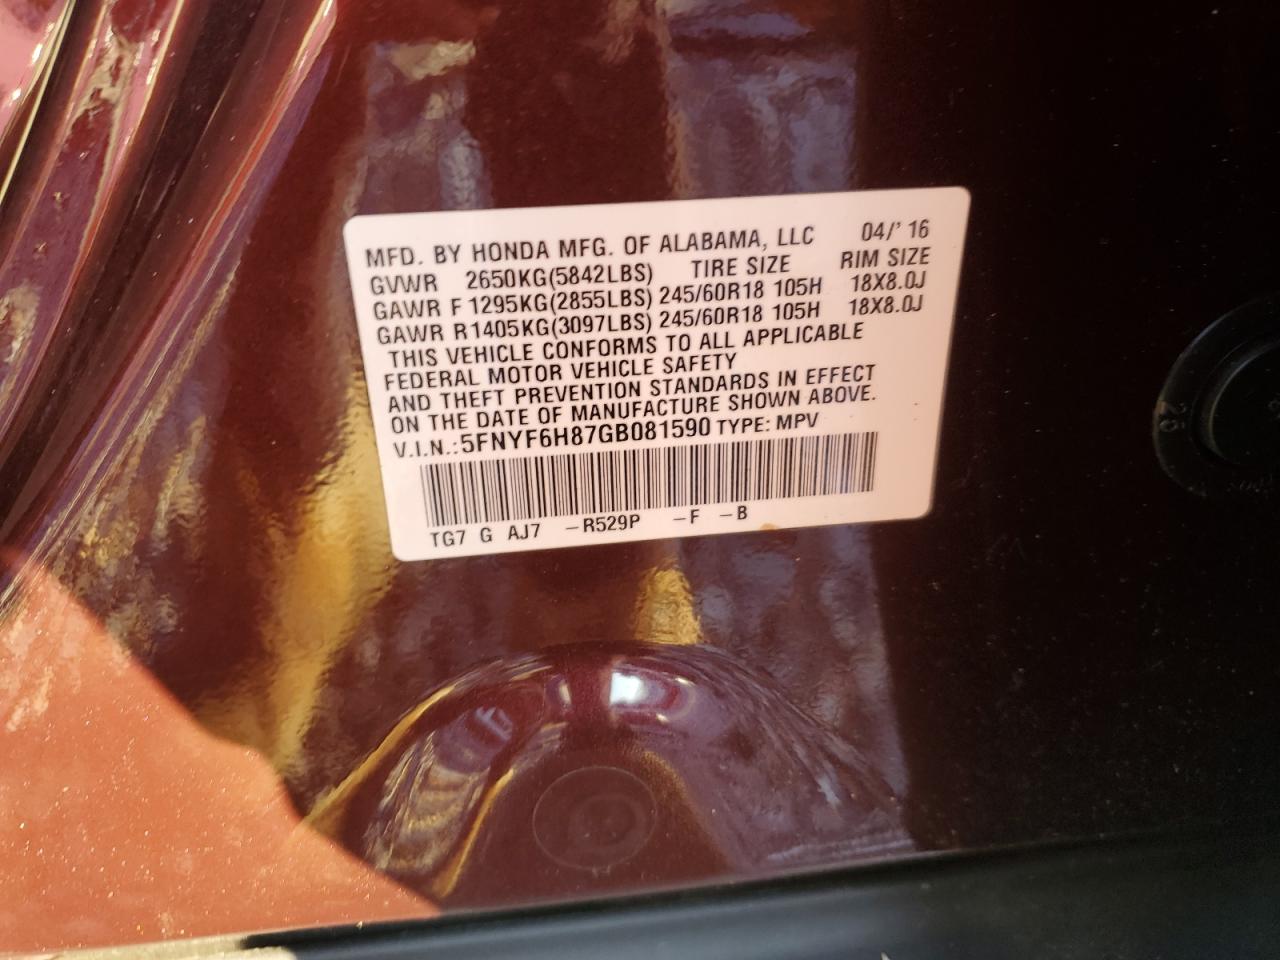 MFD. BY HONDA MFG. OF ALABAMA, LLC 04/'16
GVWR 2650KG(5842LBS) TIRE SIZE RIM SIZE
GAWR F 1295KG(2855LBS) 245/60R18 105H 18X8.0J
GAWR R1405KG(3097LBS) 245/60R18 105H 18X8.0J
THIS VEHICLE CONFORMS TO ALL APPLICABLE
FEDERAL MOTOR VEHICLE SAFETY
AND THEFT PREVENTION STANDARDS IN EFFECT
ON THE DATE OF MANUFACTURE SHOWN ABOVE.
V.I.N.:5FNYF6H87GB081590 TYPE: MPV
TG7 G AJ7 -R529P -F -B
25